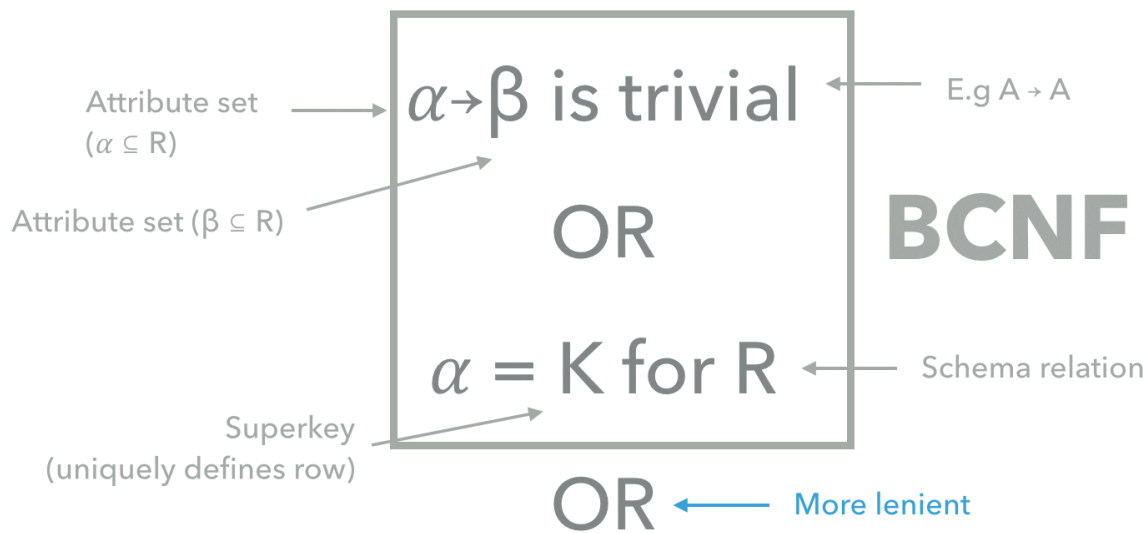 𝛼→β is trivial
E.g A → A
Attribute set
(𝛼 ⊆ R)
Attribute set (β ⊆ R)
OR
BCNF
𝛼 = K for R
Schema relation
Superkey
(uniquely defines row)
OR
More lenient